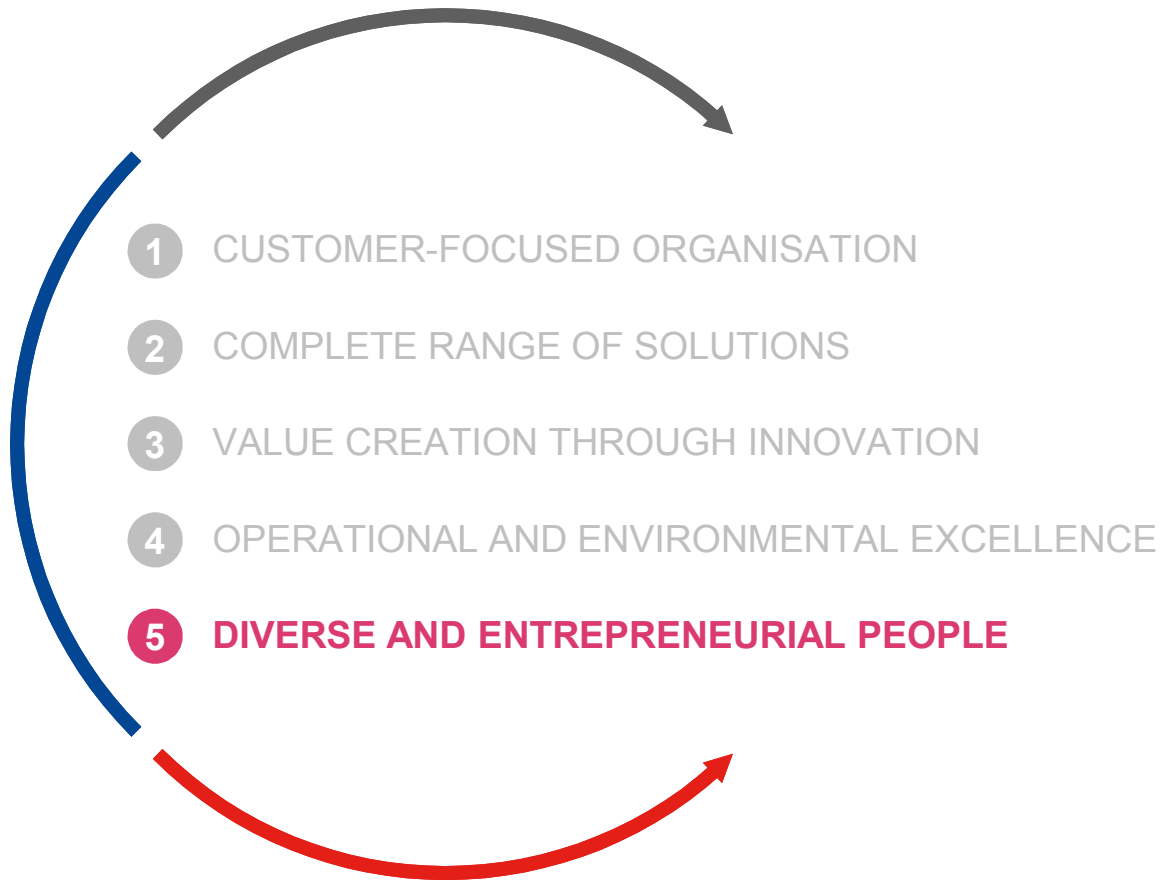 1 CUSTOMER-FOCUSED ORGANISATION
2 COMPLETE RANGE OF SOLUTIONS
3 VALUE CREATION THROUGH INNOVATION
4 OPERATIONAL AND ENVIRONMENTAL EXCELLENCE
5 DIVERSE AND ENTREPRENEURIAL PEOPLE